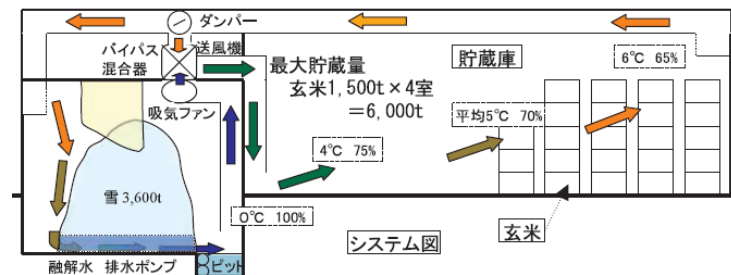 ダンパー
バイパス
混合器
送風機
吸気ファン
最大貯蔵量
玄米1,500t×4室
＝6,000t
貯蔵庫
6℃ 65%
平均5℃ 70%
4℃ 75%
雪 3,600t
0℃ 100%
システム図
玄米
融解水 排水ポンプ
ピット